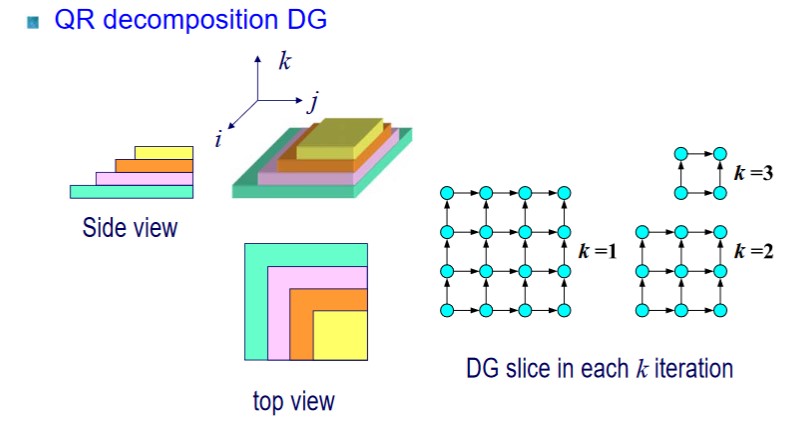 QR decomposition DG
k
j
i
Side view
top view
k =1
k =2
k =3
DG slice in each k iteration